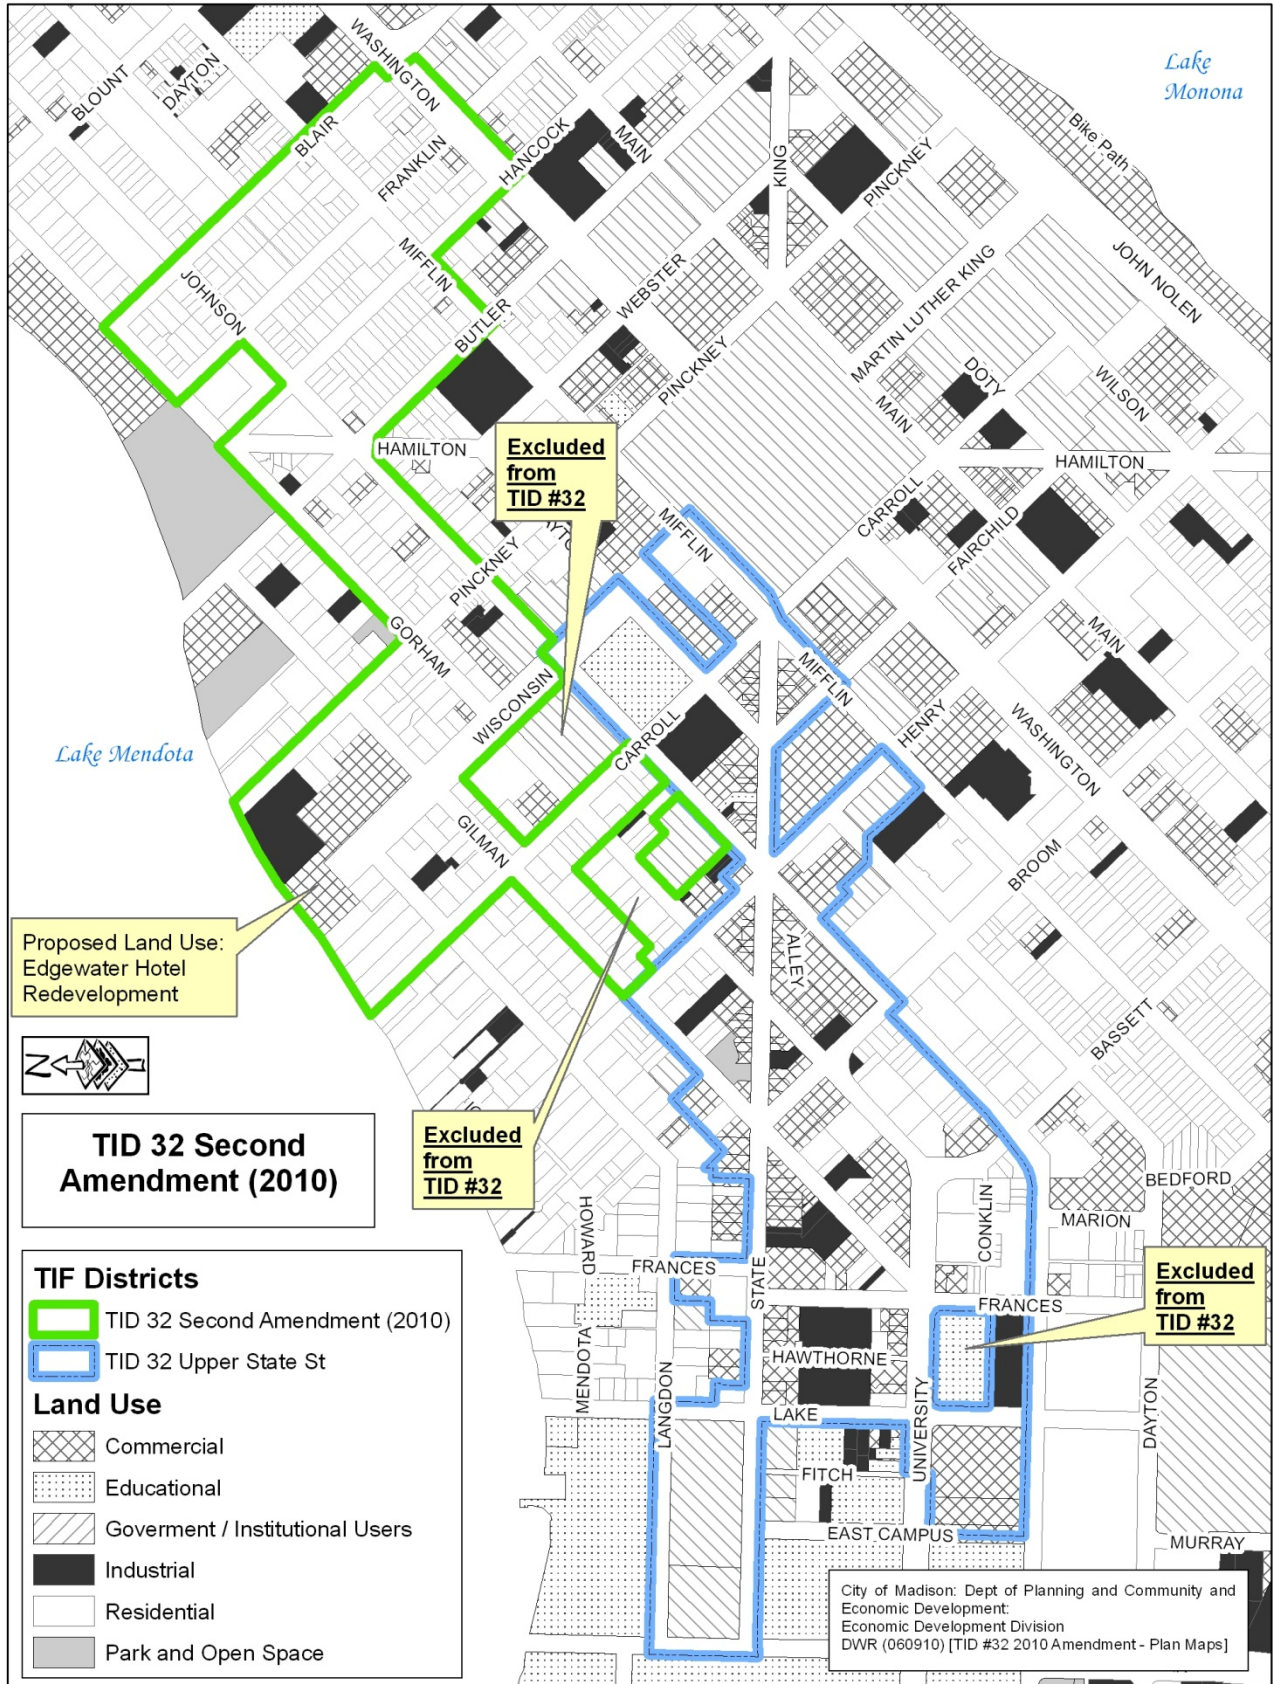 Lake
Monona
WASHINGTON
BLOUNT
DAYTON
BLAIR
FRANKLIN
HANCOCK
MAIN
KING
PINCKNEY
Bike Path
JOHN NOLEN
JOHNSON
MIFFLIN
BUTLER
WEBSTER
PINCKNEY
MARTIN LUTHER KING
MAIN
DOTY
WILSON
HAMILTON
HAMILTON
Excluded
from
TID #32
MIFFLIN
CARROLL
FAIRCHILD
PINCKNEY
GORHAM
WISCONSIN
CARROLL
MIFFLIN
HENRY
MAIN
WASHINGTON
Lake Mendota
GILMAN
BROOM
Proposed Land Use:
Edgewater Hotel
Redevelopment
ALLEY
BASSETT
N
TID 32 Second
Amendment (2010)
Excluded
from
TID #32
BEDFORD
MARION
CONKLIN
HOWARD
FRANCES
STATE
FRANCES
Excluded
from
TID #32
MENDOTA
LANGDON
HAWTHORNE
LAKE
UNIVERSITY
DAYTON
FITCH
EAST CAMPUS
MURRAY
TIF Districts
TID 32 Second Amendment (2010)
TID 32 Upper State St
Land Use
Commercial
Educational
Goverment / Institutional Users
Industrial
Residential
Park and Open Space
City of Madison: Dept of Planning and Community and
Economic Development:
Economic Development Division
DWR (060910) [TID #32 2010 Amendment - Plan Maps]